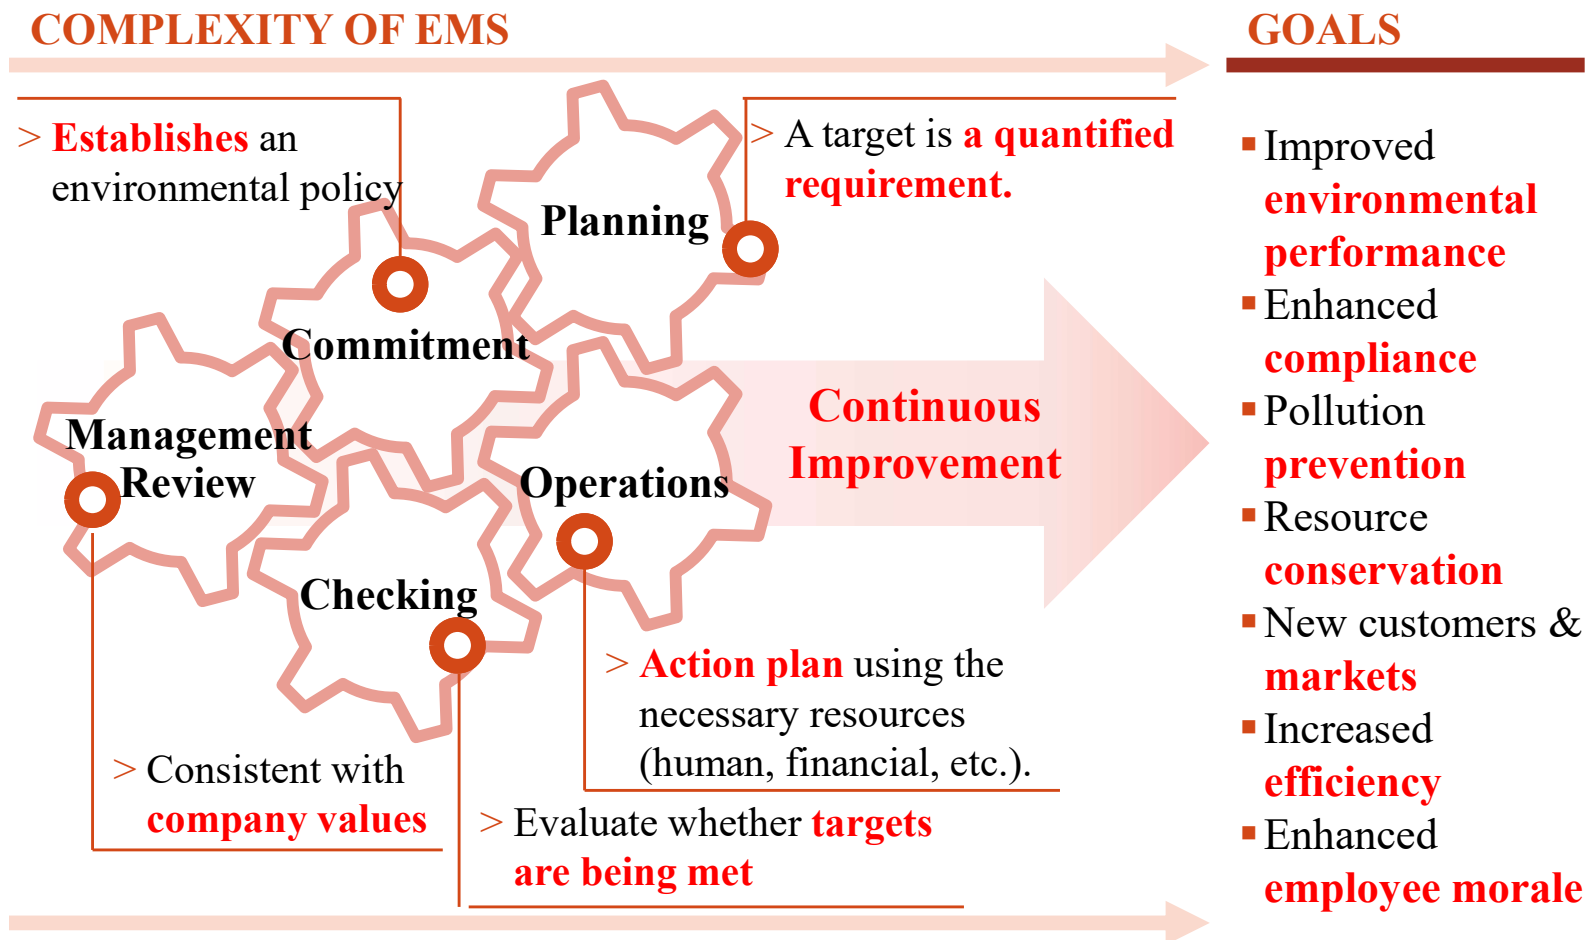 COMPLEXITY OF EMS
GOALS
> Establishes an
environmental policy
> A target is a quantified
requirement.
Planning
Commitment
Management
Review
Operations
Checking
Continuous
Improvement
> Action plan using the
necessary resources
(human, financial, etc.).
> Consistent with
company values
> Evaluate whether targets
are being met
▪ Improved
environmental
performance
▪ Enhanced
compliance
▪ Pollution
prevention
▪ Resource
conservation
▪ New customers &
markets
▪ Increased
efficiency
▪ Enhanced
employee morale